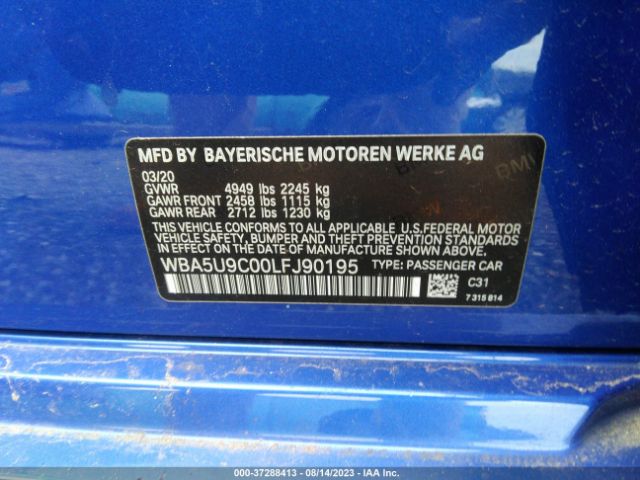 MFD BY BAYERISCHE MOTOREN WERKE AG
03/20
GVWR 4949 lbs 2245 kg
GAWR FRONT 2458 lbs 1115 kg
GAWR REAR 2712 lbs 1230 kg
THIS VEHICLE CONFORMS TO ALL APPLICABLE U.S.FEDERAL MOTOR
VEHICLE SAFETY, BUMPER AND THEFT PREVENTION STANDARDS
IN EFFECT ON THE DATE OF MANUFACTURE SHOWN ABOVE.
WBA5U9C00LFJ90195 TYPE: PASSENGER CAR
C31
7 315 814
BMW
000-37288413 - 08/14/2023 - IAA Inc.